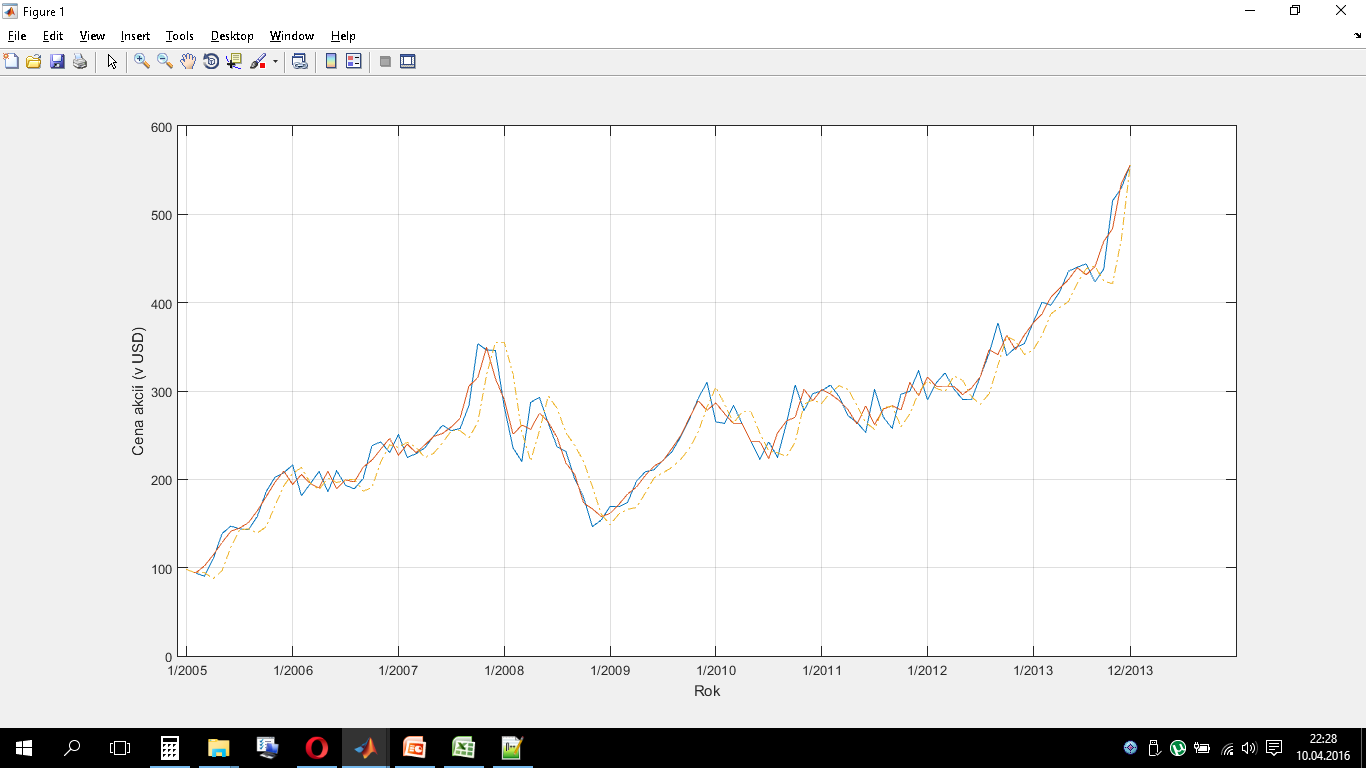 Figure 1
File Edit View Insert Tools Desktop Window Help
600
500
400
300
200
100
0
Cena akcií (v USD)
1/2005 1/2006 1/2007 1/2008 1/2009 1/2010 1/2011 1/2012 1/2013 12/2013
Rok
22:28
10.04.2016